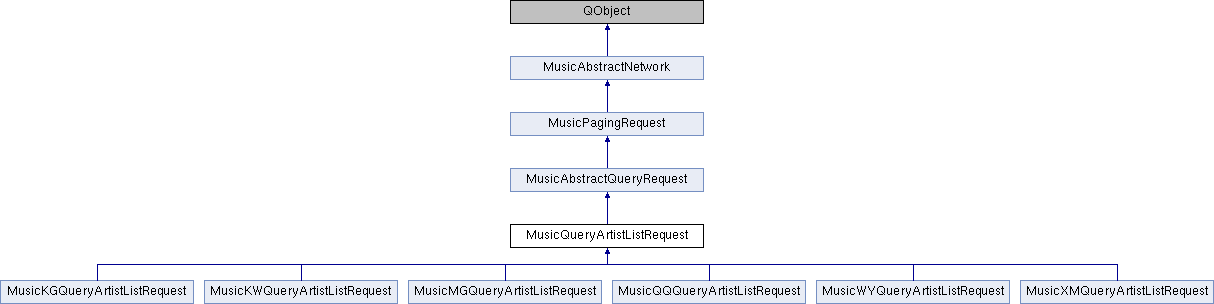 QObject
MusicAbstractNetwork
MusicPagingRequest
MusicAbstractQueryRequest
MusicQueryArtistListRequest
MusicKGQueryArtistListRequest
MusicKWQueryArtistListRequest
MusicMGQueryArtistListRequest
MusicQQQueryArtistListRequest
MusicWYQueryArtistListRequest
MusicXMQueryArtistListRequest